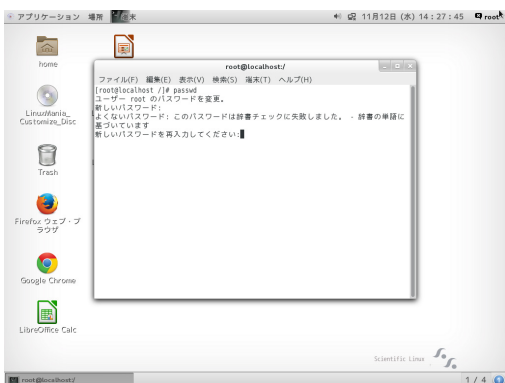 アプリケーション 場所 端末 11月12日 (水) 14:27:45 root
home
LinuxMania_
Customize_Disc
Trash
Firefox ウェブ・ブ
ラウザ
Google Chrome
LibreOffice Calc
root@localhost:/
ファイル(F) 編集(E) 表示(V) 検索(S) 端末(T) ヘルプ(H)
[root@localhost /]# passwd
ユーザー root のパスワードを変更。
新しいパスワード:
よくないパスワード: このパスワードは辞書チェックに失敗しました。 - 辞書の単語に
基づいています
新しいパスワードを再入力してください:
Scientific Linux
root@localhost:/ 1 / 4